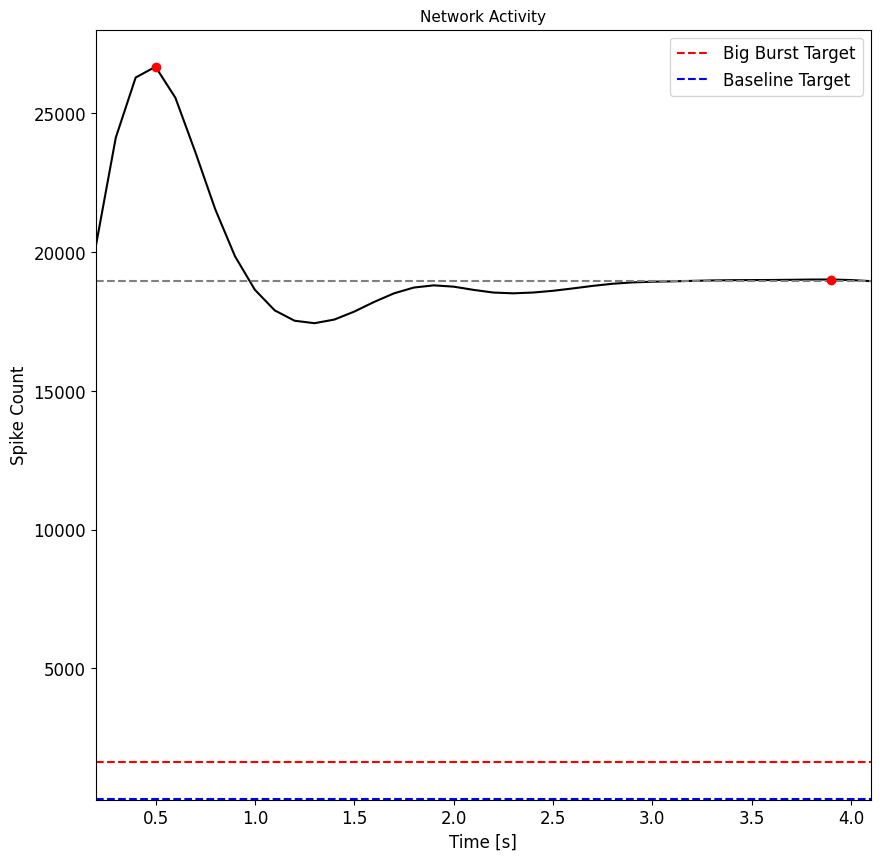 Network Activity
Big Burst Target
Baseline Target
25000
20000
15000
10000
5000
Spike Count
0.5 1.0 1.5 2.0 2.5 3.0 3.5 4.0
Time [s]